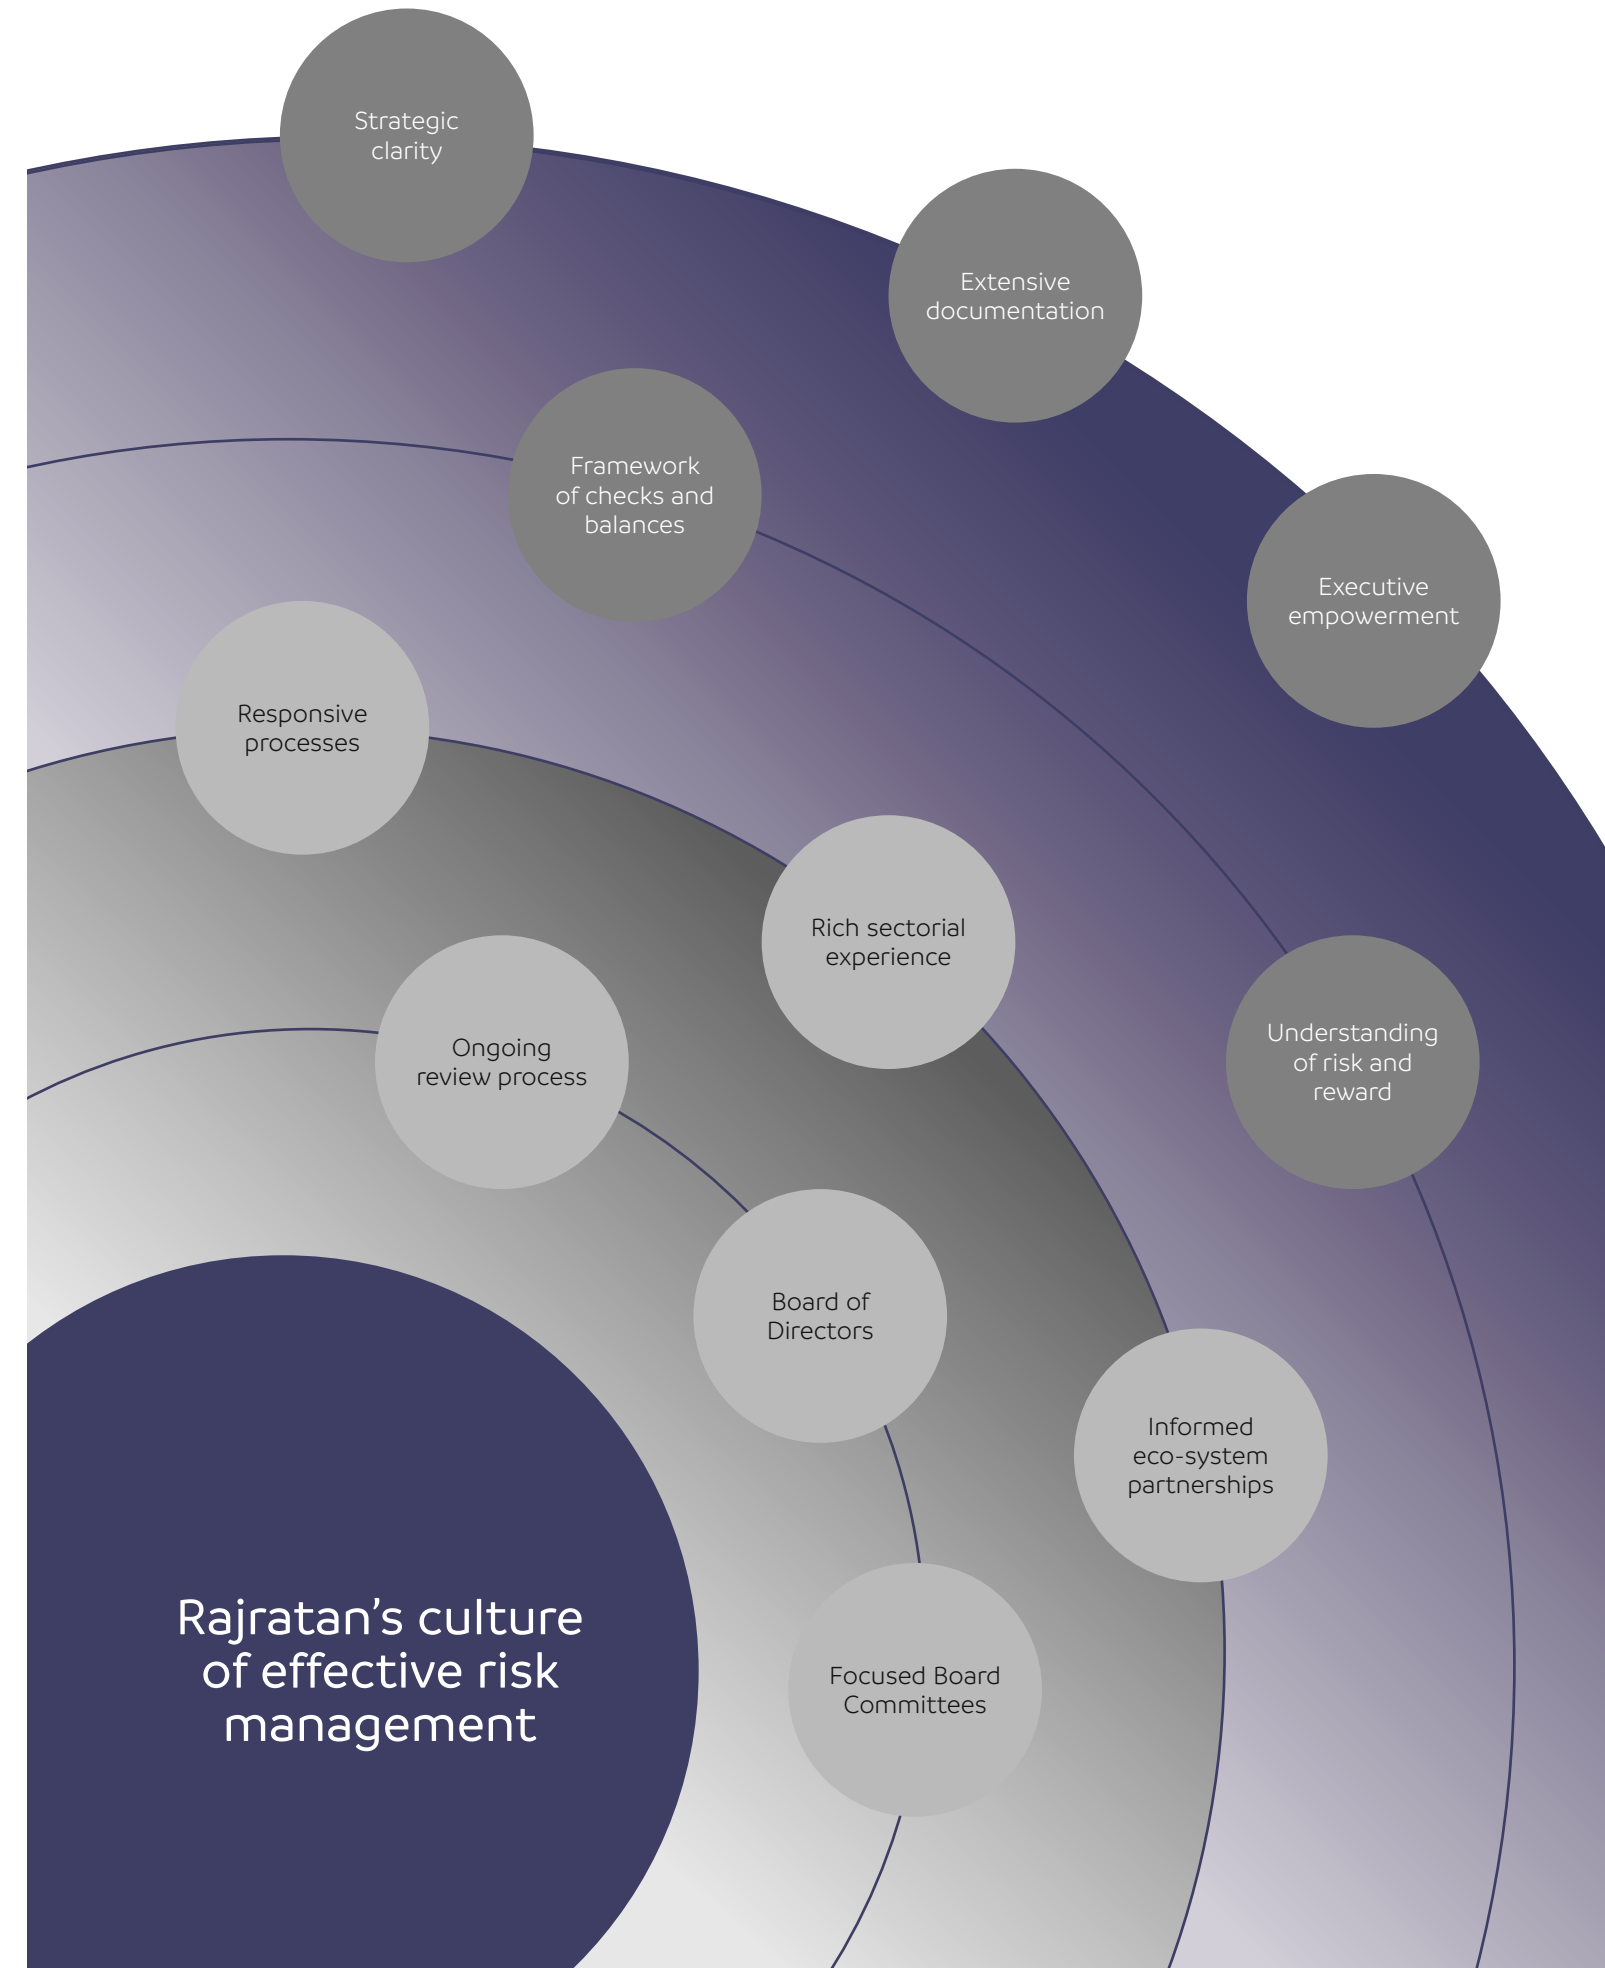 Strategic
clarity
Extensive
documentation
Framework
of checks and
balances
Executive
empowerment
Responsive
processes
Rich sectorial
experience
Ongoing
review process
Understanding
of risk and
reward
Board of
Directors
Informed
eco-system
partnerships
Rajratan’s culture
of effective risk
management
Focused Board
Committees